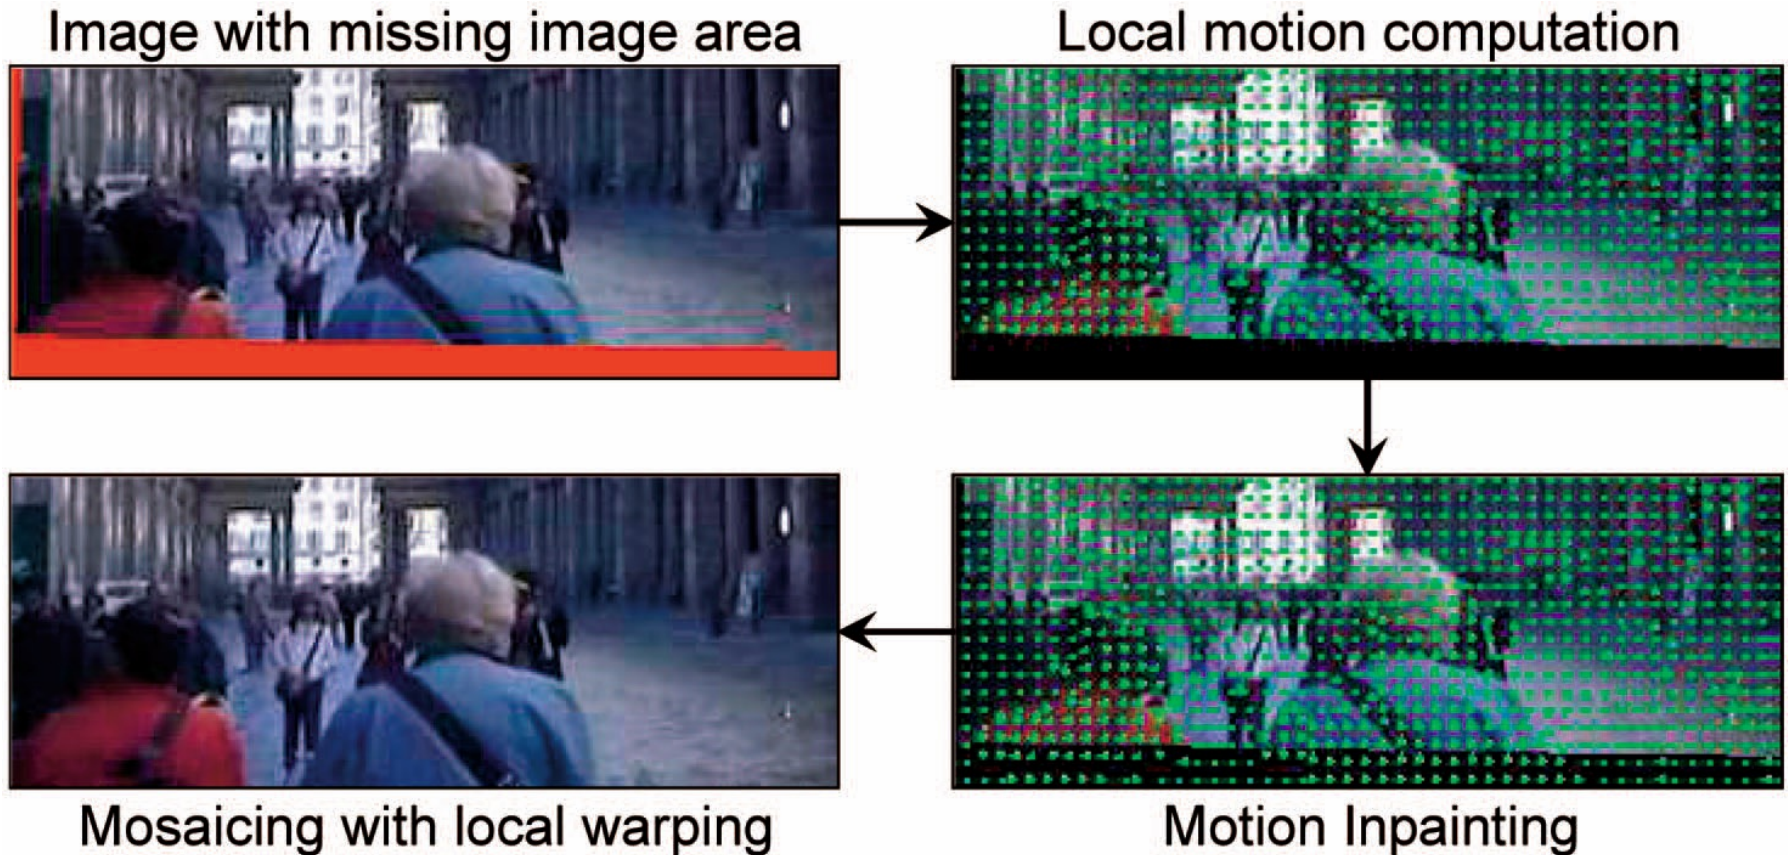 Image with missing image area
Local motion computation
Mosaicing with local warping
Motion Inpainting